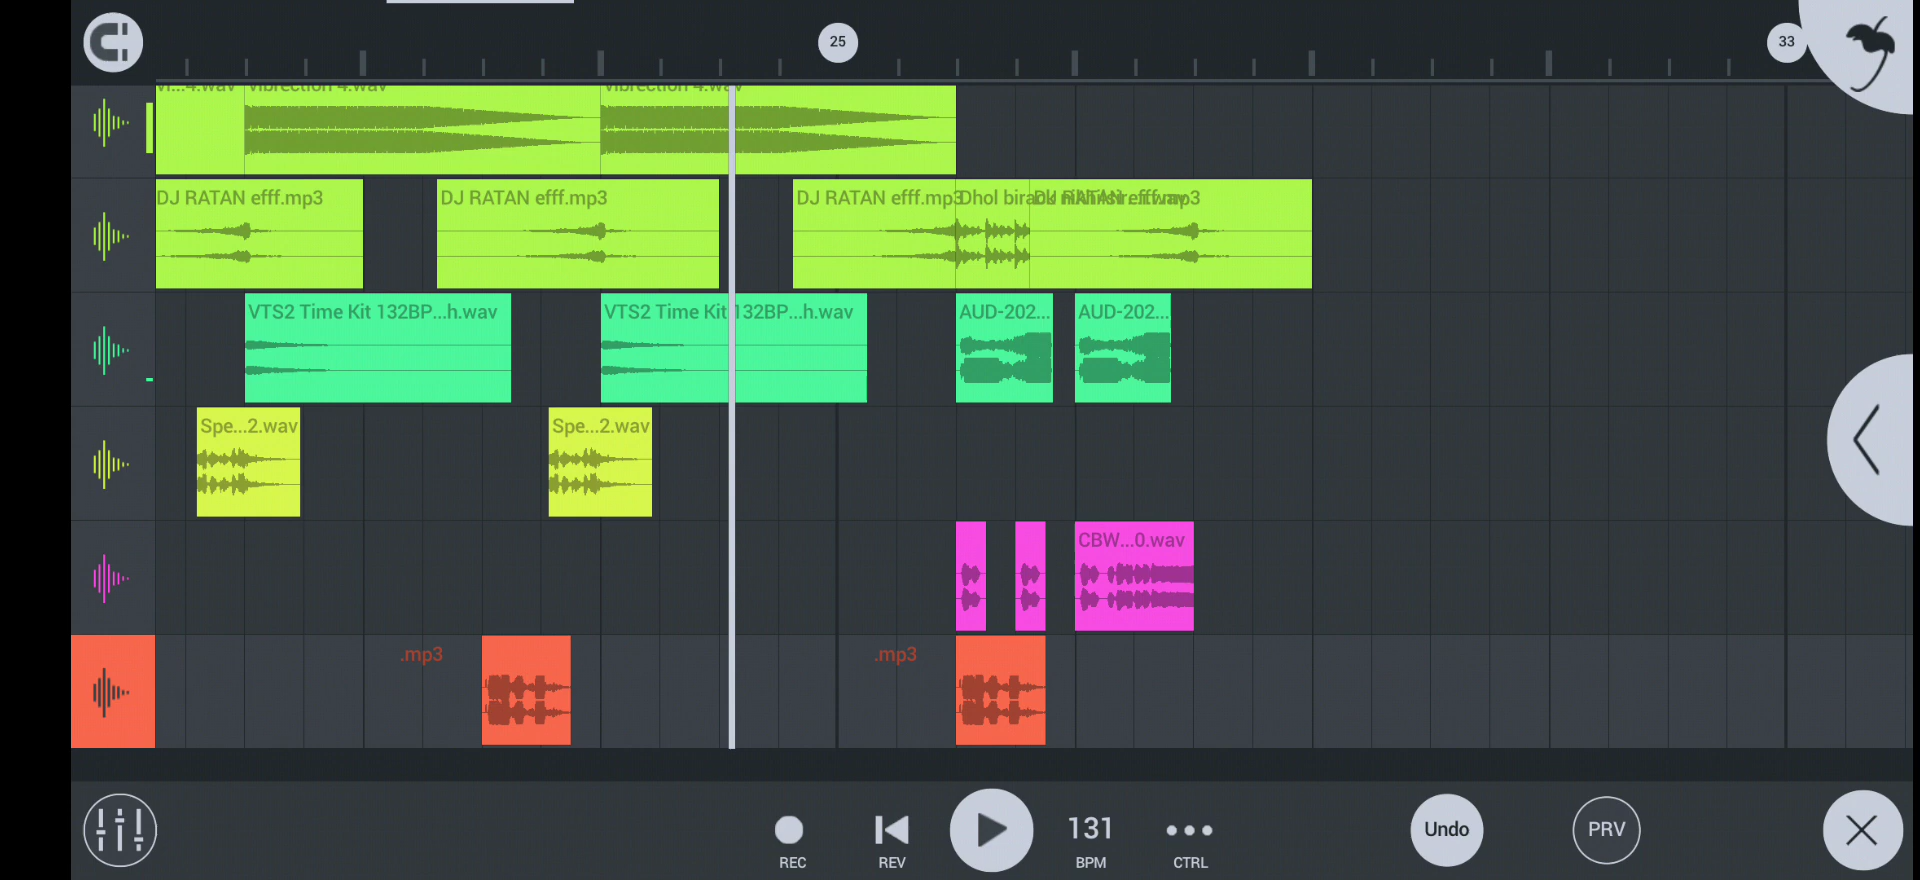 25
33
vi...4.wav
Vibrection 4.wav
Vibrection 4.wav
DJ RATAN efff.mp3
DJ RATAN efff.mp3
DJ RATAN efff.mp3
Dhol
DJ RATAN efff.mp3
VTS2 Time Kit 132BP...h.wav
VTS2 Time Kit 132BP...h.wav
AUD-202...
AUD-202...
Spe...2.wav
Spe...2.wav
CBW...0.wav
.mp3
.mp3
131
Undo
PRV
REC
REV
BPM
CTRL